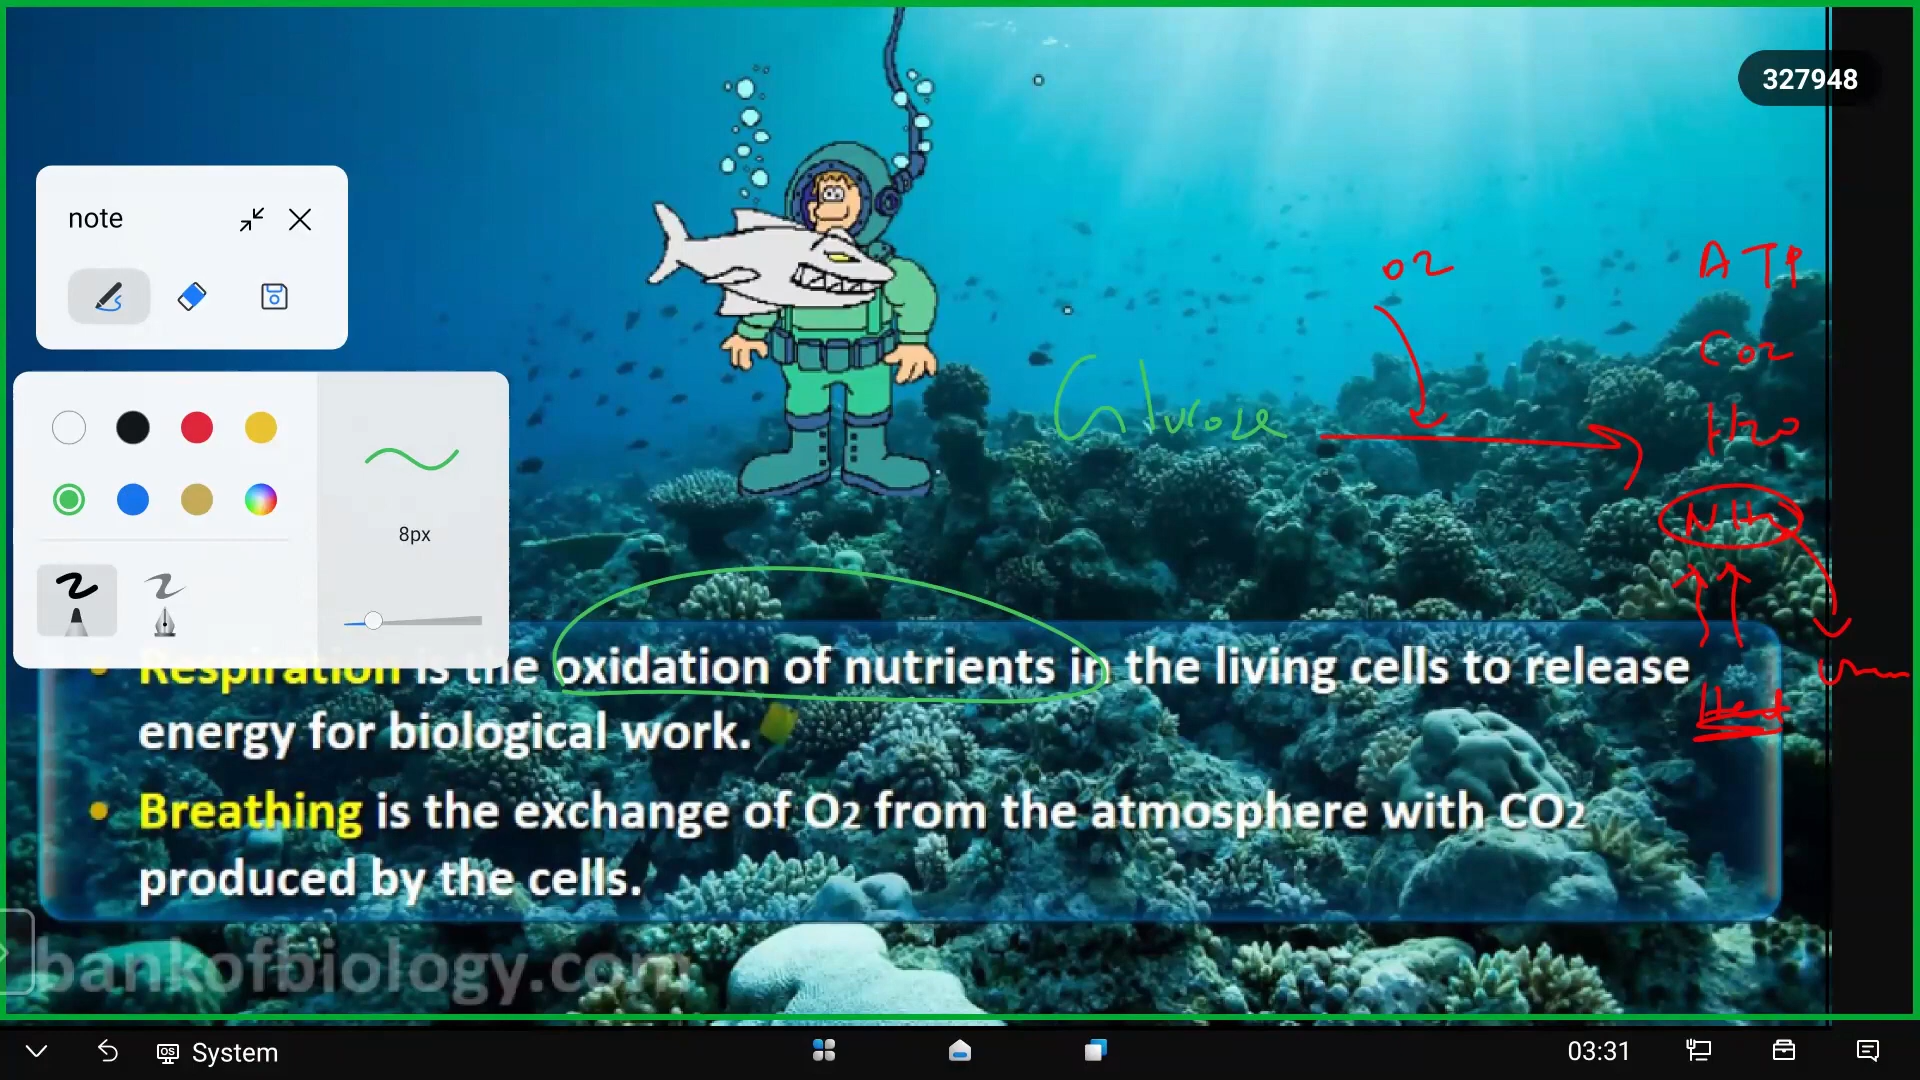 327948
note
O2
ATP
CO2
Glucose
H2O
8px
NH3
Respiration is the oxidation of nutrients in the living cells to release
energy for biological work.
Heat
Breathing is the exchange of O2 from the atmosphere with CO2
produced by the cells.
bankofbiology.com
System
03:31